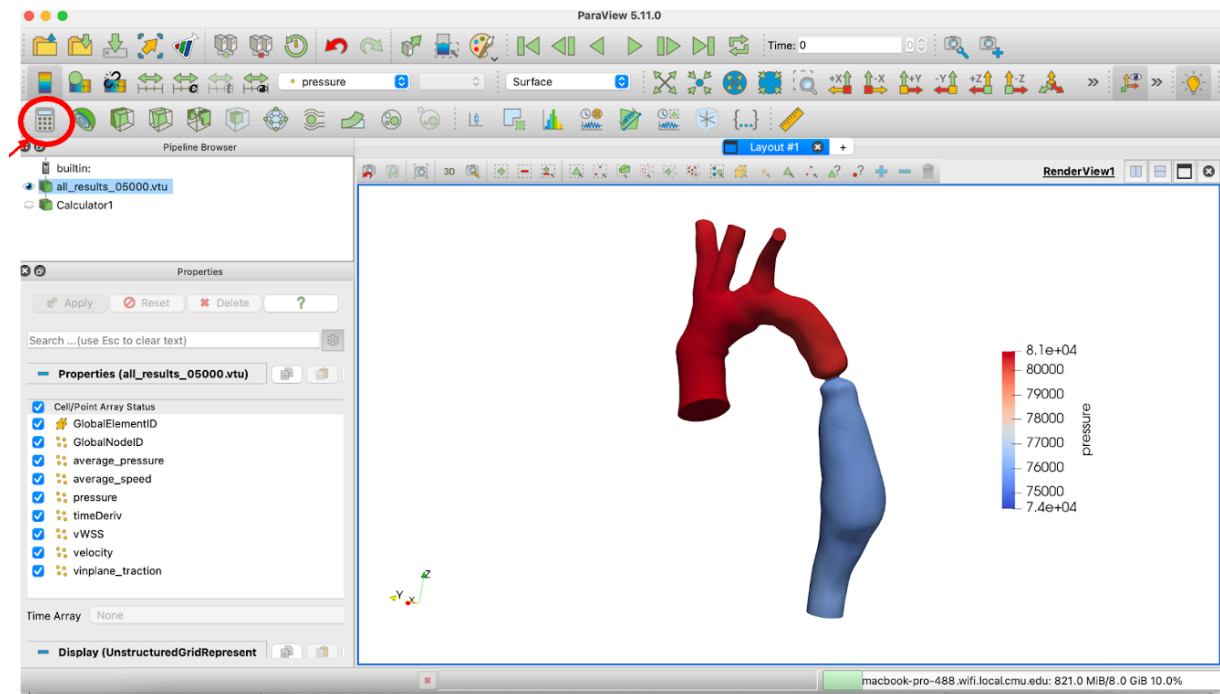 ParaView 5.11.0
Time: 0
0
pressure
Surface
+X
-X
+Y
-Y
+Z
-Z
»
»
{...}
Pipeline Browser
Layout #1
+
builtin:
3D
RenderView1
all_results_05000.vtu
Calculator1
Properties
Apply
Reset
Delete
?
Search ...(use Esc to clear text)
Properties (all_results_05000.vtu)
Cell/Point Array Status
GlobalElementID
GlobalNodeID
average_pressure
average_speed
pressure
timeDeriv
vWSS
velocity
vinplane_traction
Time Array
None
Display (UnstructuredGridRepresent
8.1e+04
80000
79000
78000
77000
76000
75000
7.4e+04
pressure
Z
Y
X
macbook-pro-488.wifi.local.cmu.edu: 821.0 MiB/8.0 GiB 10.0%